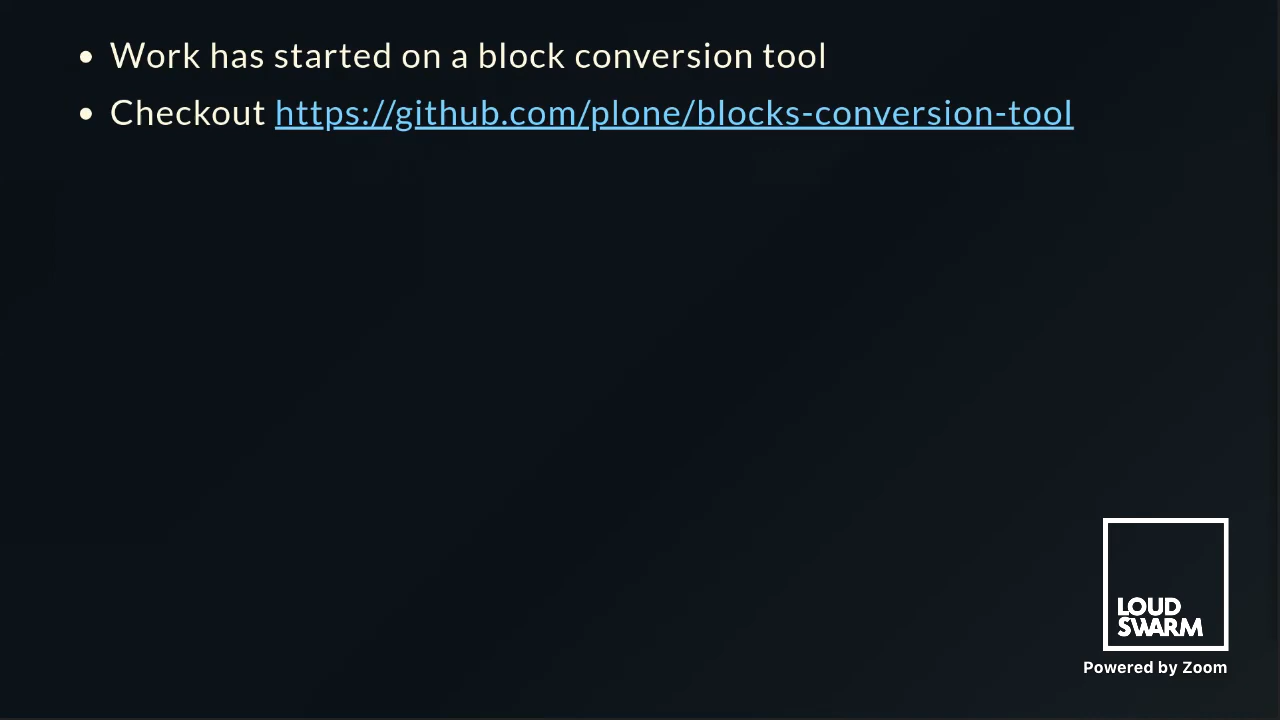 • Work has started on a block conversion tool
• Checkout https://github.com/plone/blocks-conversion-tool
LOUD
SWARM
Powered by Zoom